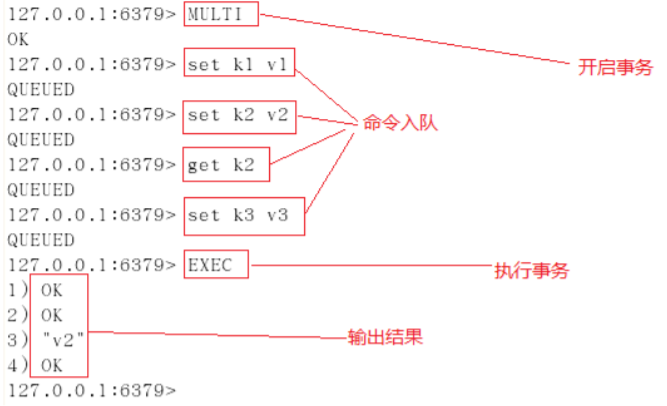 127.0.0.1:6379> MULTI
OK
开启事务
127.0.0.1:6379> set k1 v1
QUEUED
127.0.0.1:6379> set k2 v2
命令入队
QUEUED
127.0.0.1:6379> get k2
QUEUED
127.0.0.1:6379> set k3 v3
QUEUED
127.0.0.1:6379> EXEC
执行事务
1) OK
2) OK
3) "v2"
输出结果
4) OK
127.0.0.1:6379>